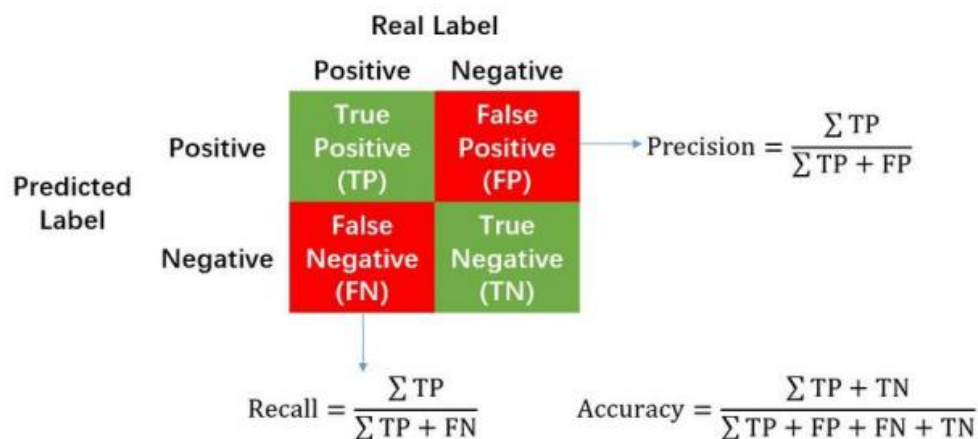 Real Label
Positive Negative
True Positive (TP)
False Positive (FP)
Positive
Precision = ∑ TP / ∑ TP + FP
Predicted Label
False Negative (FN)
True Negative (TN)
Negative
Recall = ∑ TP / ∑ TP + FN
Accuracy = ∑ TP + TN / ∑ TP + FP + FN + TN